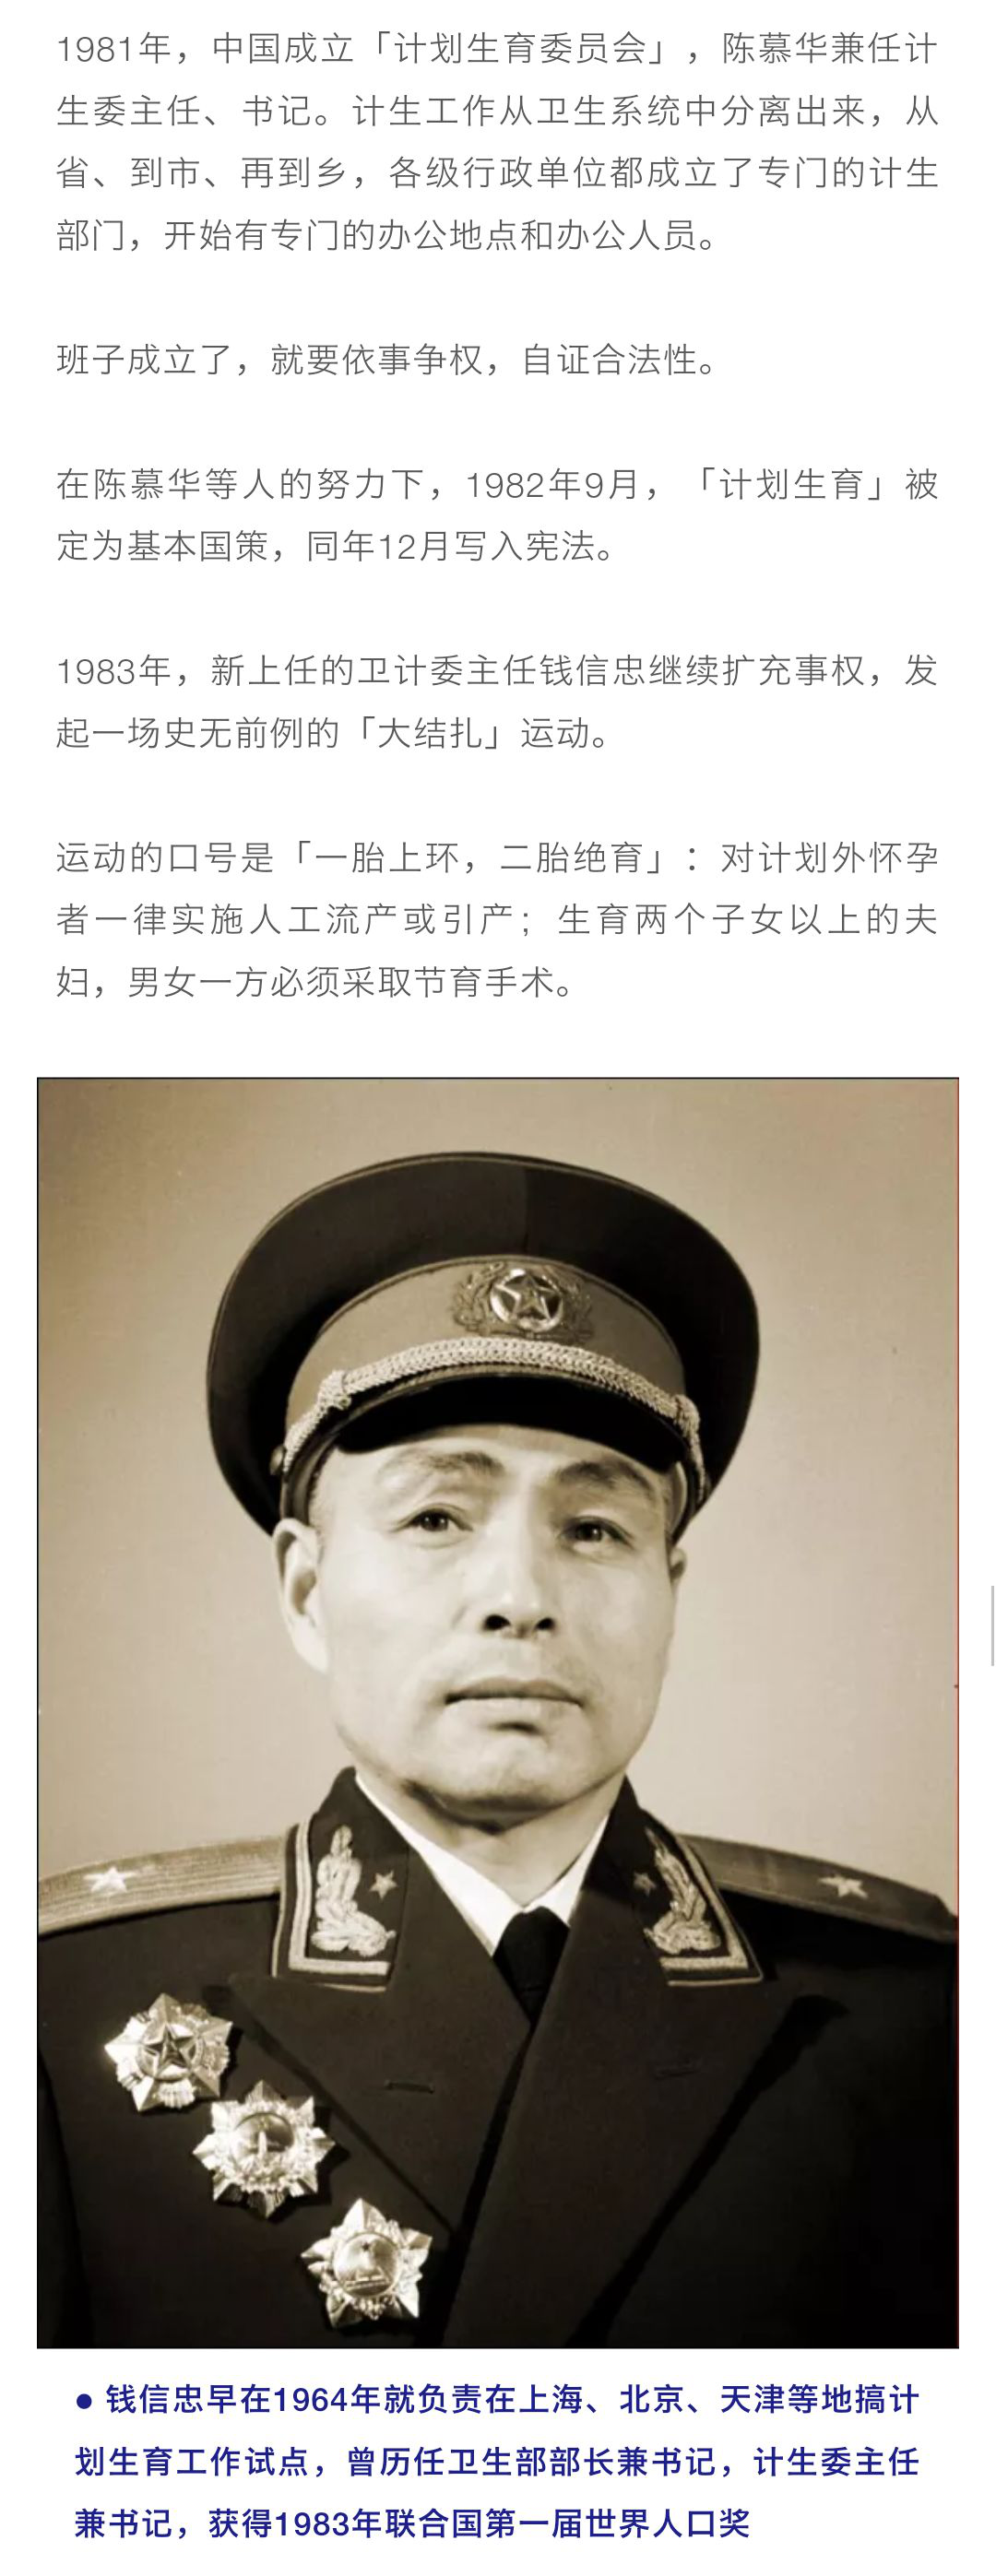 1981年，中国成立「计划生育委员会」，陈慕华兼任计
生委主任、书记。计生工作从卫生系统中分离出来，从
省、到市、再到乡，各级行政单位都成立了专门的计生
部门，开始有专门的办公地点和办公人员。
班子成立了，就要依事争权，自证合法性。
在陈慕华等人的努力下，1982年9月，「计划生育」被
定为基本国策，同年12月写入宪法。
1983年，新上任的卫计委主任钱信忠继续扩充事权，发
起一场史无前例的「大结扎」运动。
运动的口号是「一胎上环，二胎绝育」：对计划外怀孕
者一律实施人工流产或引产；生育两个子女以上的夫
妇，男女一方必须采取节育手术。
● 钱信忠早在1964年就负责在上海、北京、天津等地搞计
划生育工作试点，曾历任卫生部部长兼书记，计生委主任
兼书记，获得1983年联合国第一届世界人口奖